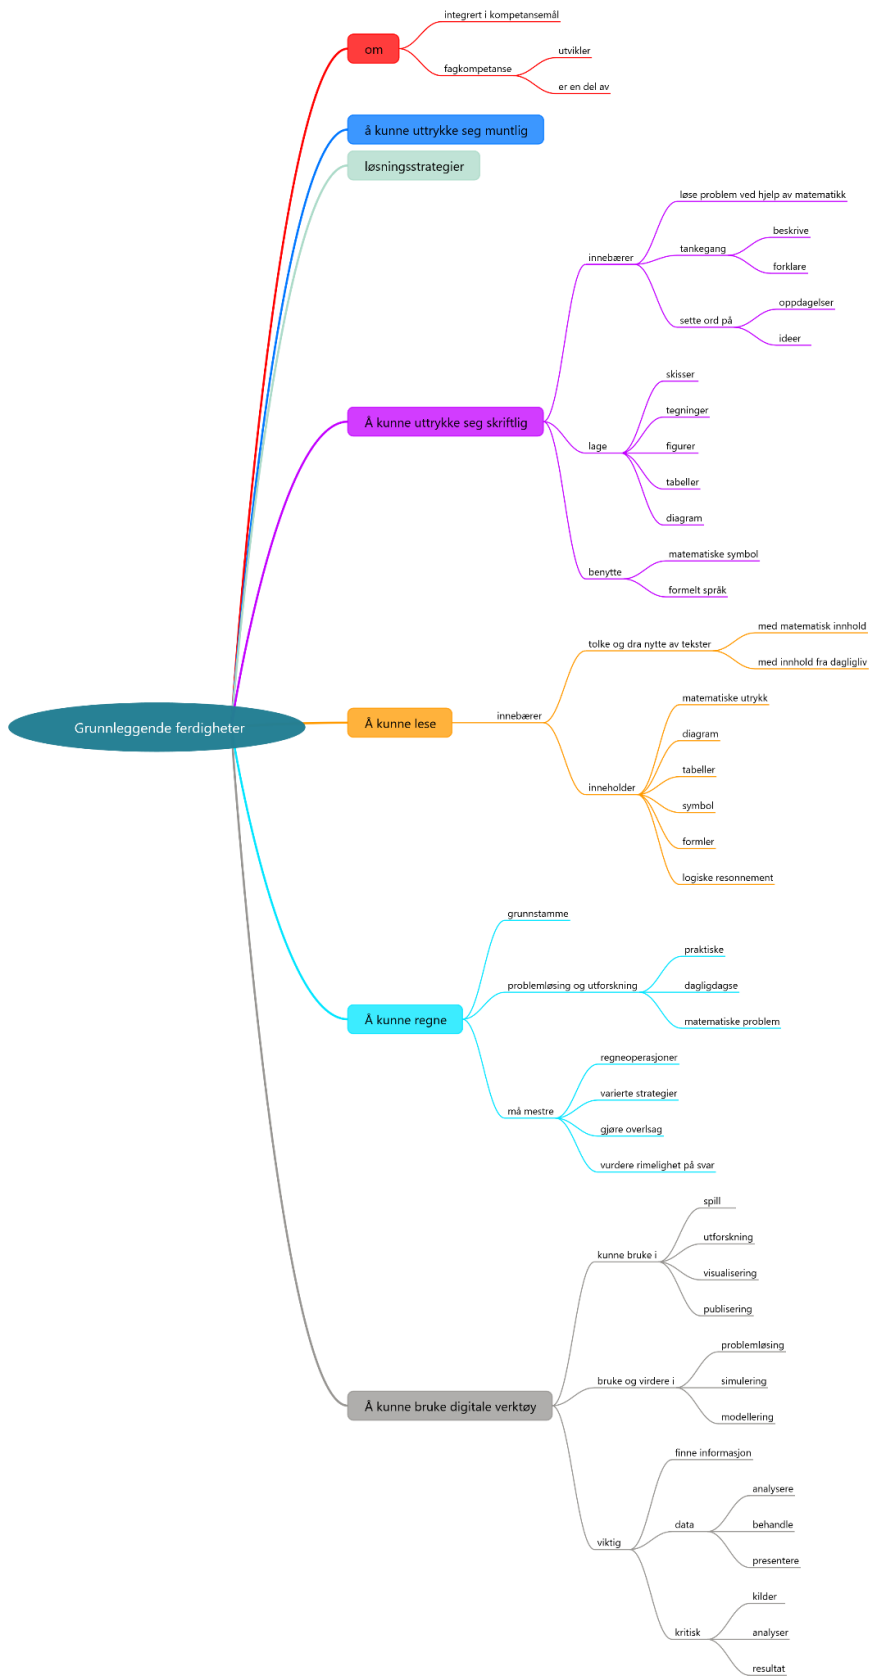 Grunnleggende ferdigheter
om
integrert i kompetansemål
fagkompetanse
utvikler
er en del av
å kunne uttrykke seg muntlig
løsningsstrategier
Å kunne uttrykke seg skriftlig
innebærer
løse problem ved hjelp av matematikk
tankegang
beskrive
forklare
sette ord på
oppdagelser
ideer
lage
skisser
tegninger
figurer
tabeller
diagram
benytte
matematiske symbol
formelt språk
Å kunne lese
innebærer
tolke og dra nytte av tekster
med matematisk innhold
med innhold fra dagligliv
inneholder
matematiske utrykk
diagram
tabeller
symbol
formler
logiske resonnement
Å kunne regne
grunnstamme
problemløsing og utforskning
praktiske
dagligdagse
matematiske problem
må mestre
regneoperasjoner
varierte strategier
gjøre overlsag
vurdere rimelighet på svar
Å kunne bruke digitale verktøy
kunne bruke i
spill
utforskning
visualisering
publisering
bruke og virdere i
problemløsing
simulering
modellering
viktig
finne informasjon
data
analysere
behandle
presentere
kritisk
kilder
analyser
resultat